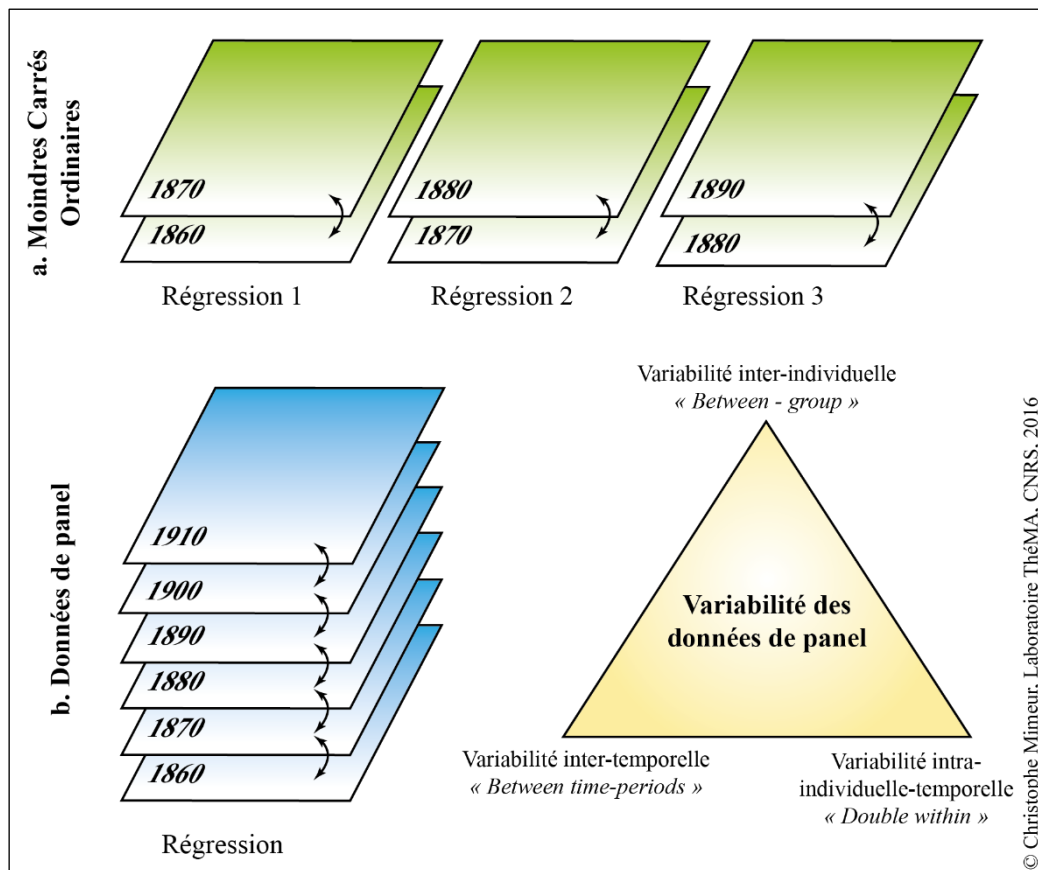 a. Moindres Carrés
Ordinaires
1870
1860
Régression 1
1880
1870
Régression 2
1890
1880
Régression 3
b. Données de panel
1910
1900
1890
1880
1870
1860
Régression
Variabilité inter-individuelle
« Between - group »
Variabilité des
données de panel
Variabilité inter-temporelle
« Between time-periods »
Variabilité intra-
individuelle-temporelle
« Double within »
© Christophe Mimeur, Laboratoire ThéMA, CNRS, 2016